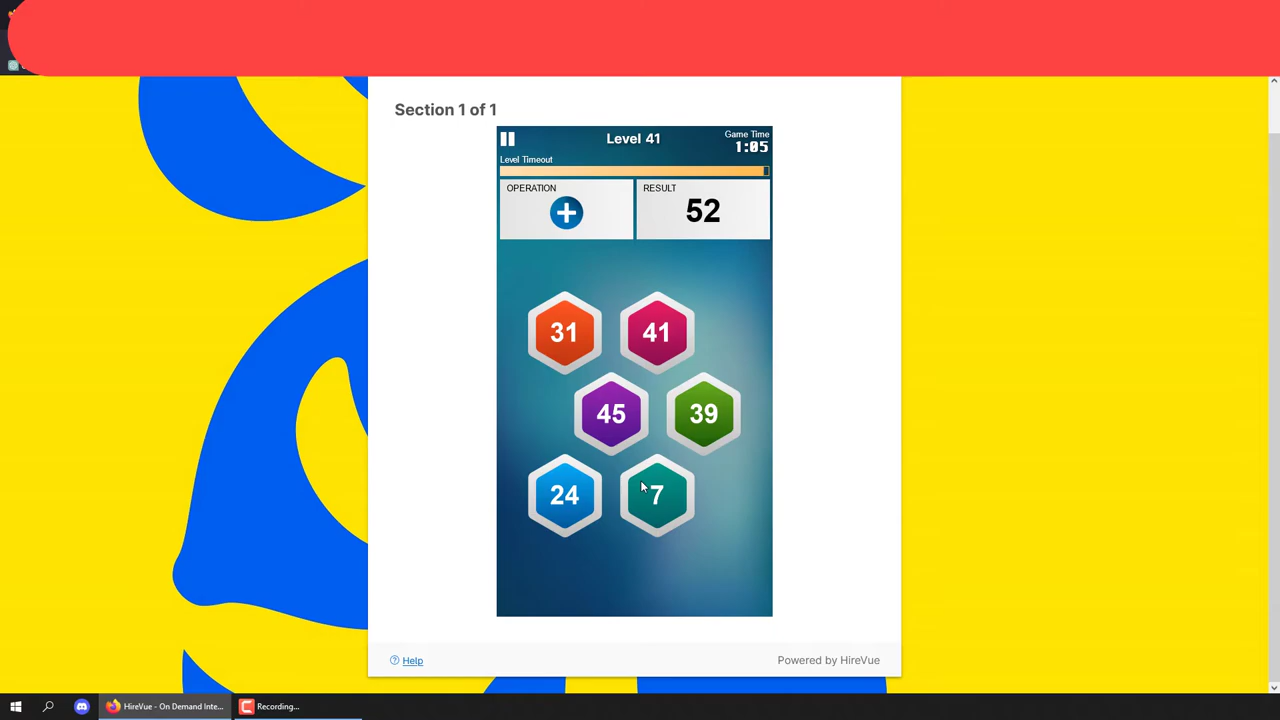 Section 1 of 1
Level 41
Game Time
1:05
Level Timeout
OPERATION
RESULT
+
52
31 41
45 39
24 7
? Help
Powered by HireVue
HireVue - On Demand Inte...
Recording...